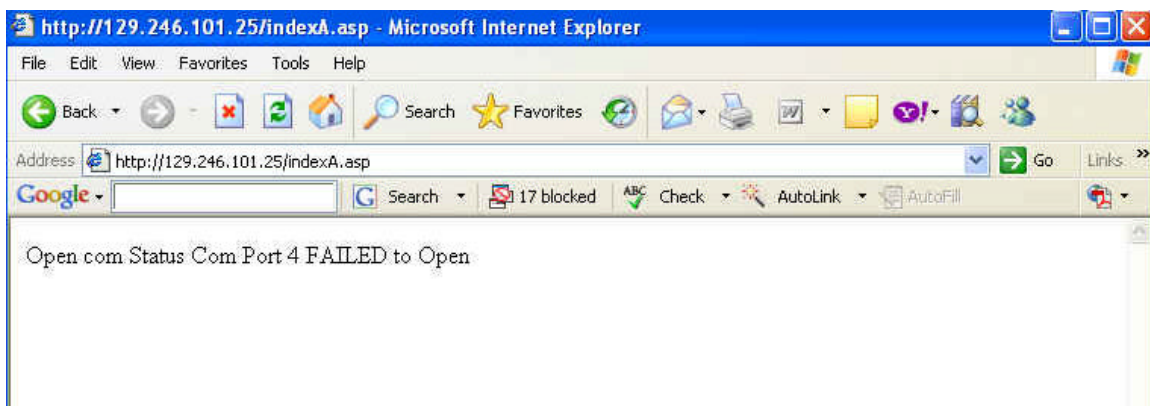 http://129.246.101.25/indexA.asp - Microsoft Internet Explorer
File Edit View Favorites Tools Help
Back Search Favorites
Address http://129.246.101.25/indexA.asp Go Links »
Google Search 17 blocked ABC Check AutoLink AutoFill
Open com Status Com Port 4 FAILED to Open